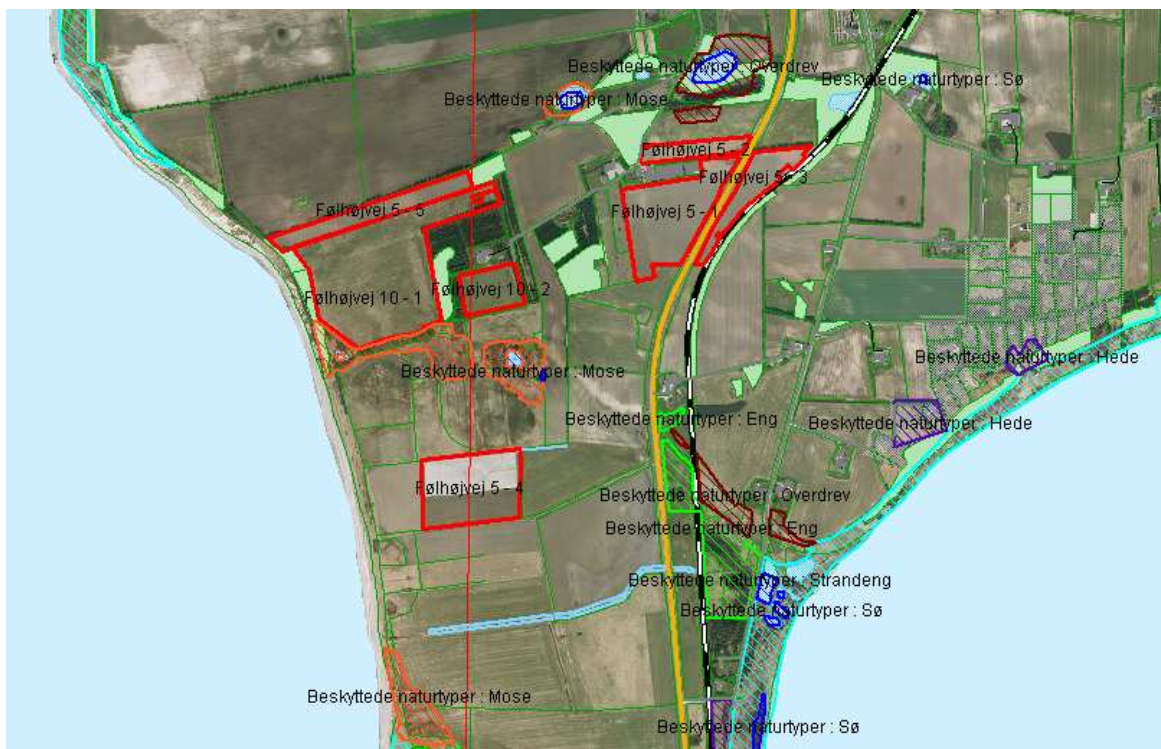 Beskyttede naturtyper : Overdrev
Beskyttede naturtyper : Sø
Beskyttede naturtyper : Mose
Følhøjvej 5 - 2
Følhøjvej 5 - 3
Følhøjvej 5 - 5
Følhøjvej 5 - 1
Følhøjvej 10 - 1
Følhøjvej 10 - 2
Beskyttede naturtyper : Hede
Beskyttede naturtyper : Mose
Beskyttede naturtyper : Eng
Beskyttede naturtyper : Hede
Følhøjvej 5 - 4
Beskyttede naturtyper : Overdrev
Beskyttede naturtyper : Eng
Beskyttede naturtyper : Strandeng
Beskyttede naturtyper : Sø
Beskyttede naturtyper : Mose
Beskyttede naturtyper : Sø